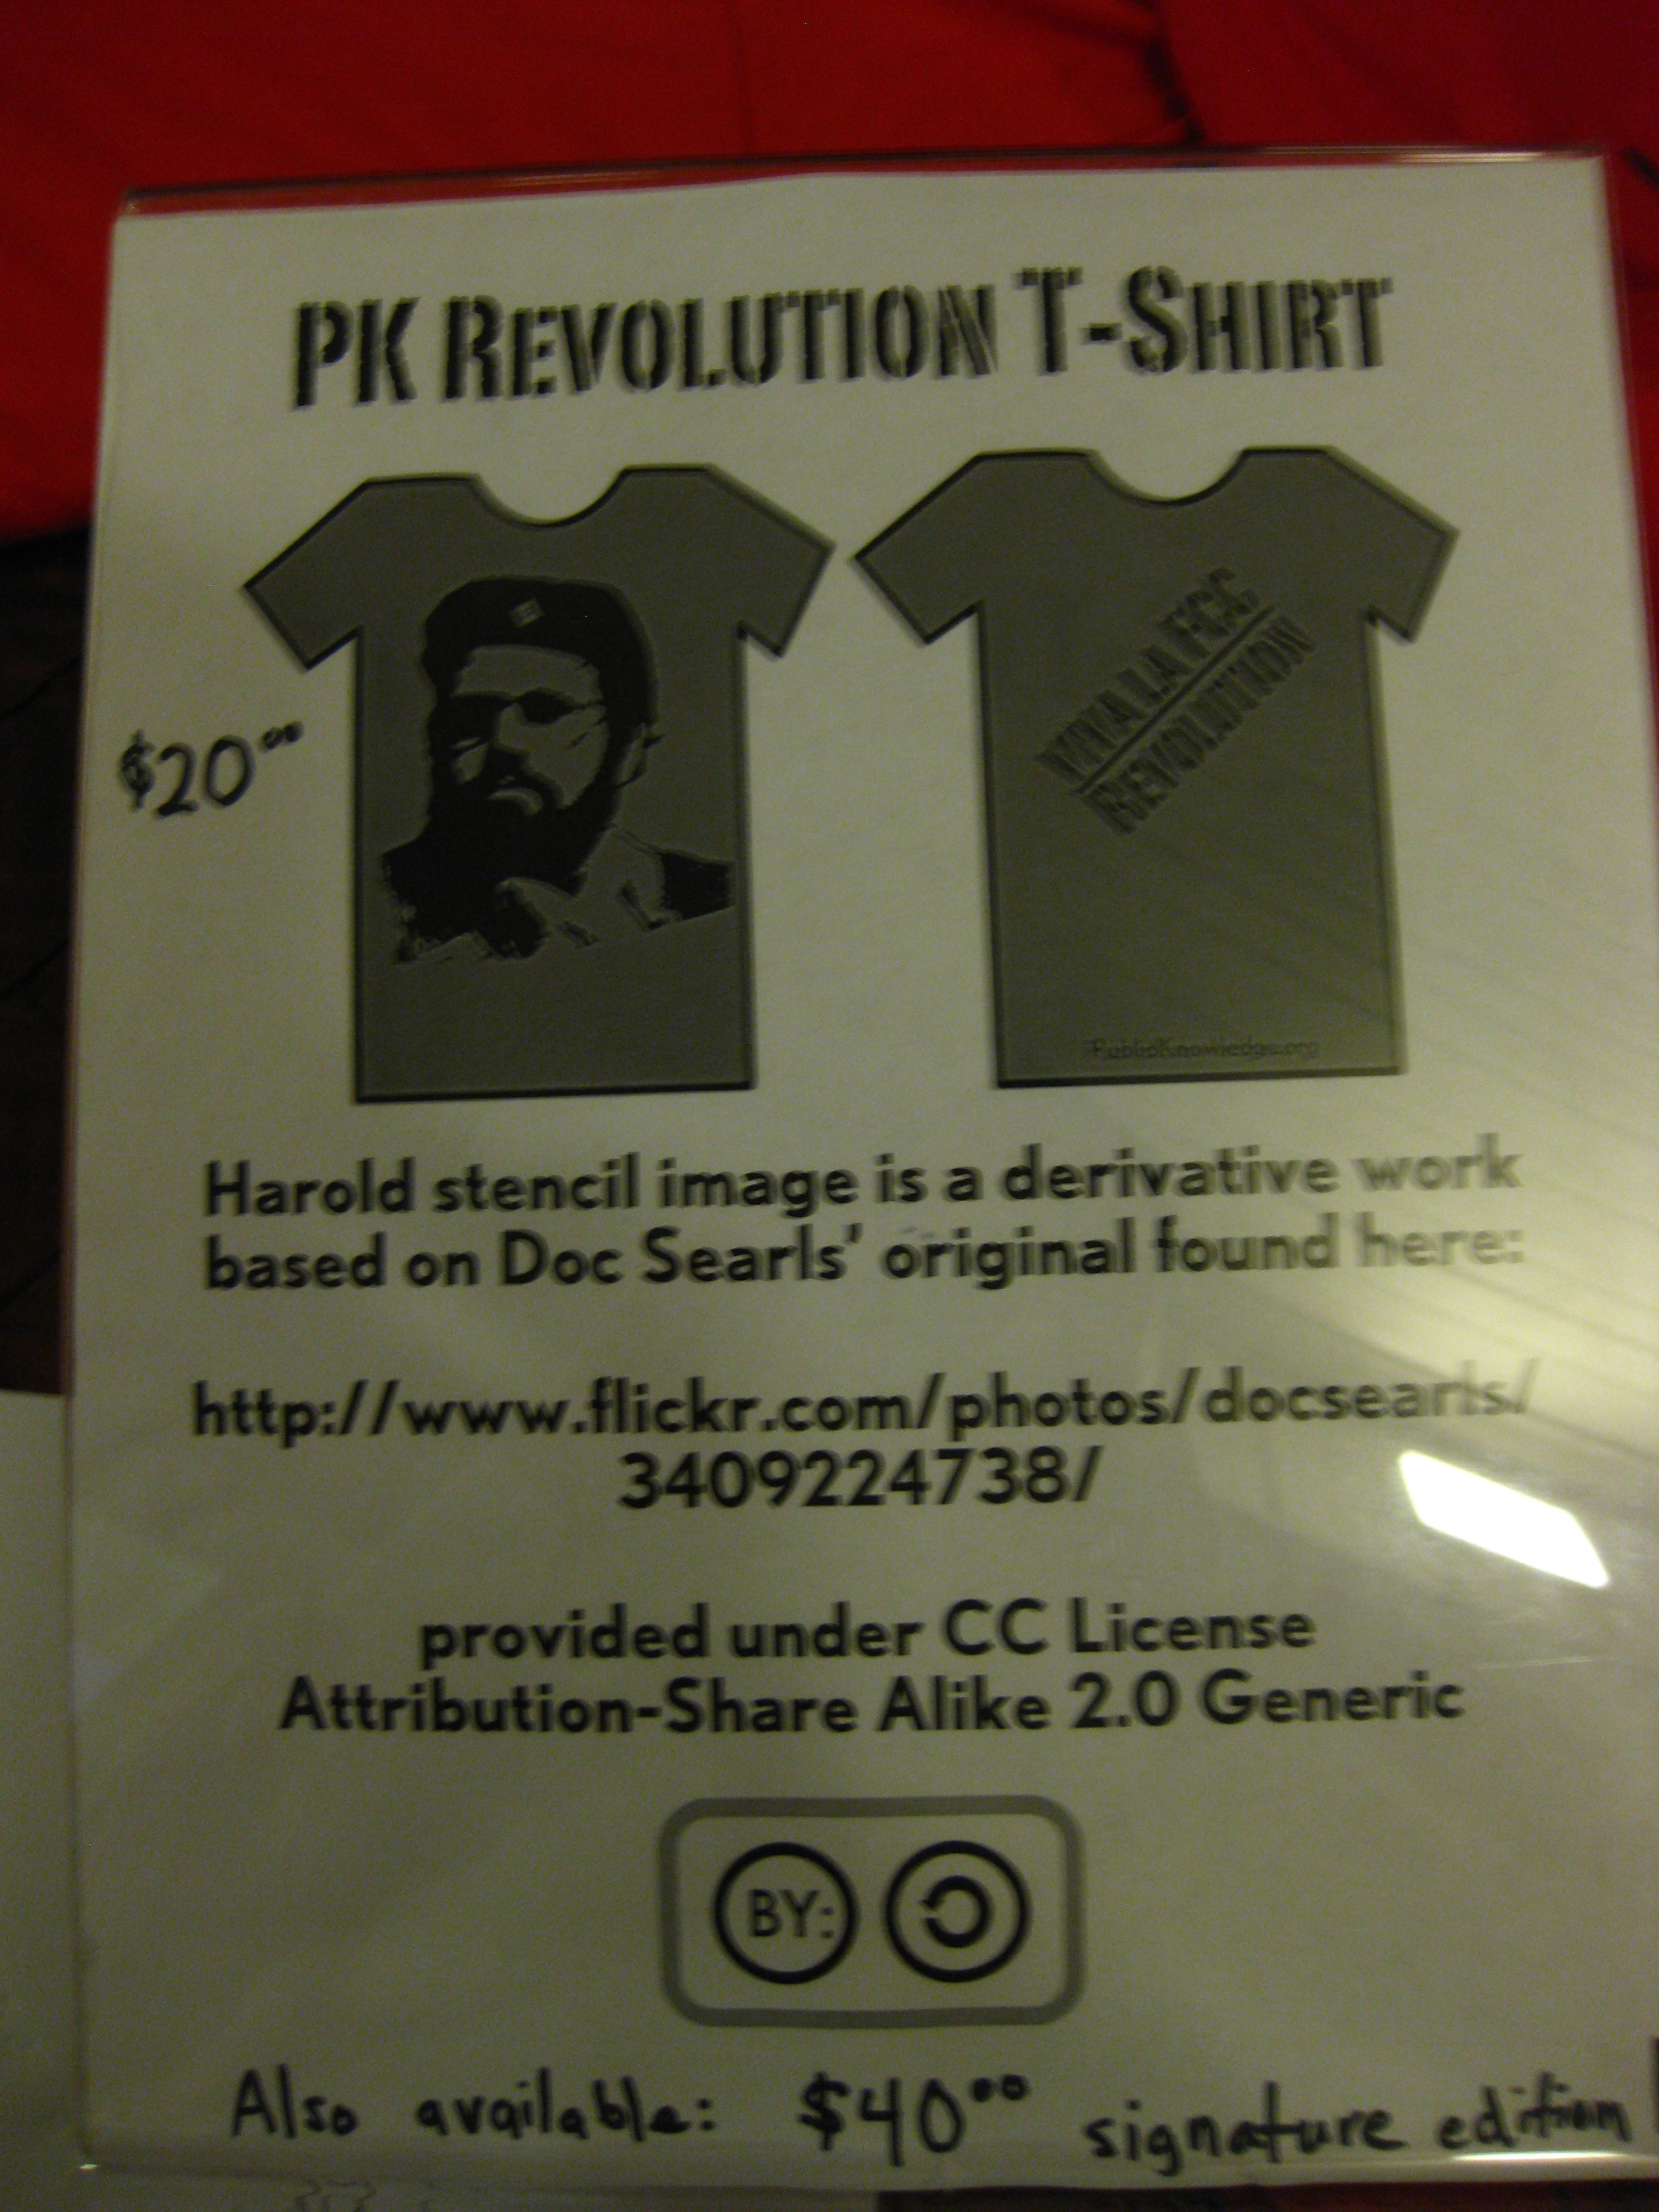 PK REVOLUTION T-SHIRT
$20.00
VIVA LA FCC
REVOLUTION
PublicKnowledge.org
Harold stencil image is a derivative work
based on Doc Searls' original found here:
http://www.flickr.com/photos/docsearls/
3409224738/
provided under CC License
Attribution-Share Alike 2.0 Generic
BY:
Also available: $40.00 signature edition!